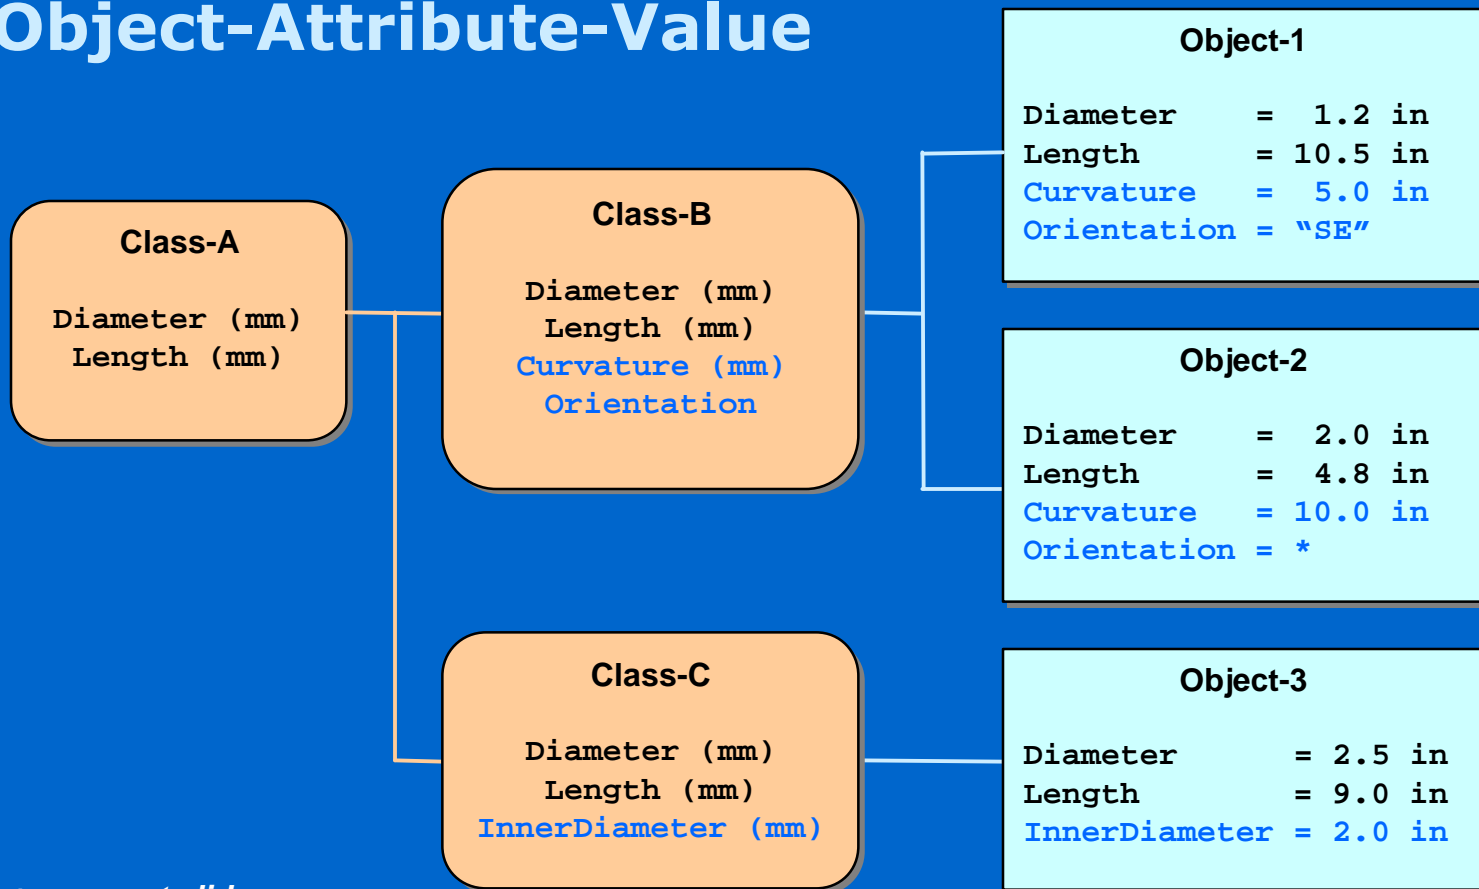 Object-Attribute-Value
Class-A
Diameter (mm)
Length (mm)
Class-B
Diameter (mm)
Length (mm)
Curvature (mm)
Orientation
Class-C
Diameter (mm)
Length (mm)
InnerDiameter (mm)
Object-1
Diameter = 1.2 in
Length = 10.5 in
Curvature = 5.0 in
Orientation = “SE”
Object-2
Diameter = 2.0 in
Length = 4.8 in
Curvature = 10.0 in
Orientation = *
Object-3
Diameter = 2.5 in
Length = 9.0 in
InnerDiameter = 2.0 in